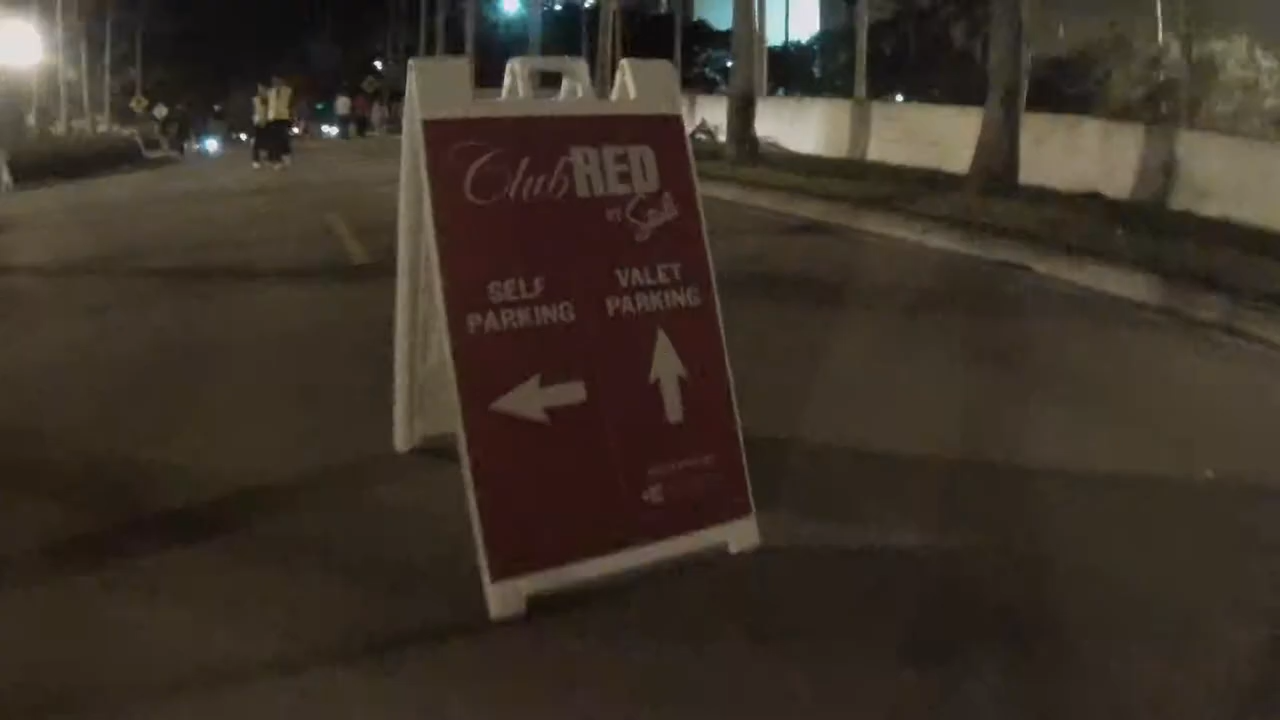 Club RED
SELF
PARKING
VALET
PARKING